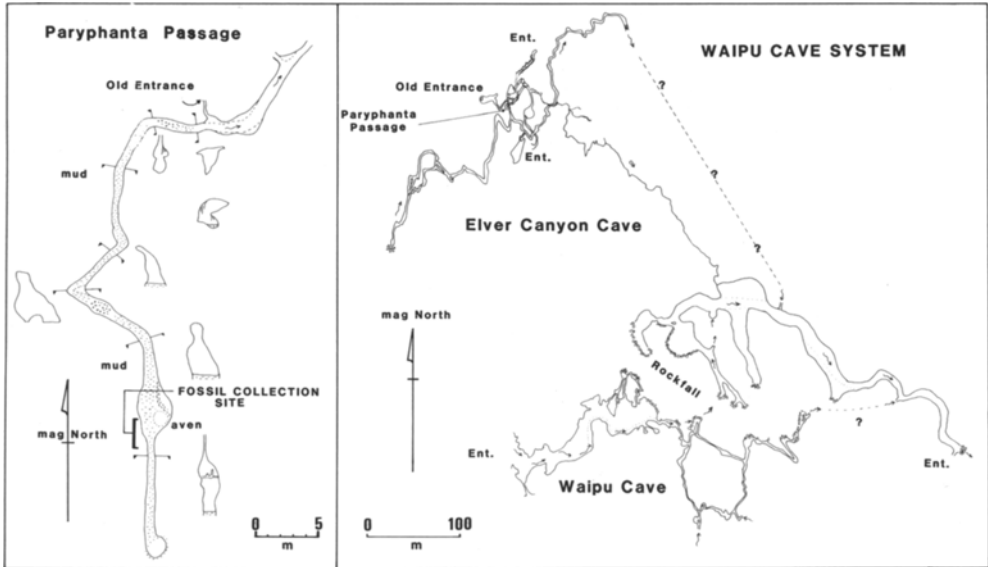 Paryphanta Passage
Old Entrance
mud
mud
FOSSIL COLLECTION
SITE
aven
mag North
0 5
m
WAIPU CAVE SYSTEM
Ent.
Old Entrance
Paryphanta
Passage
Ent.
?
?
?
Elver Canyon Cave
mag North
Rockfall
?
Ent.
Waipu Cave
Ent.
0 100
m